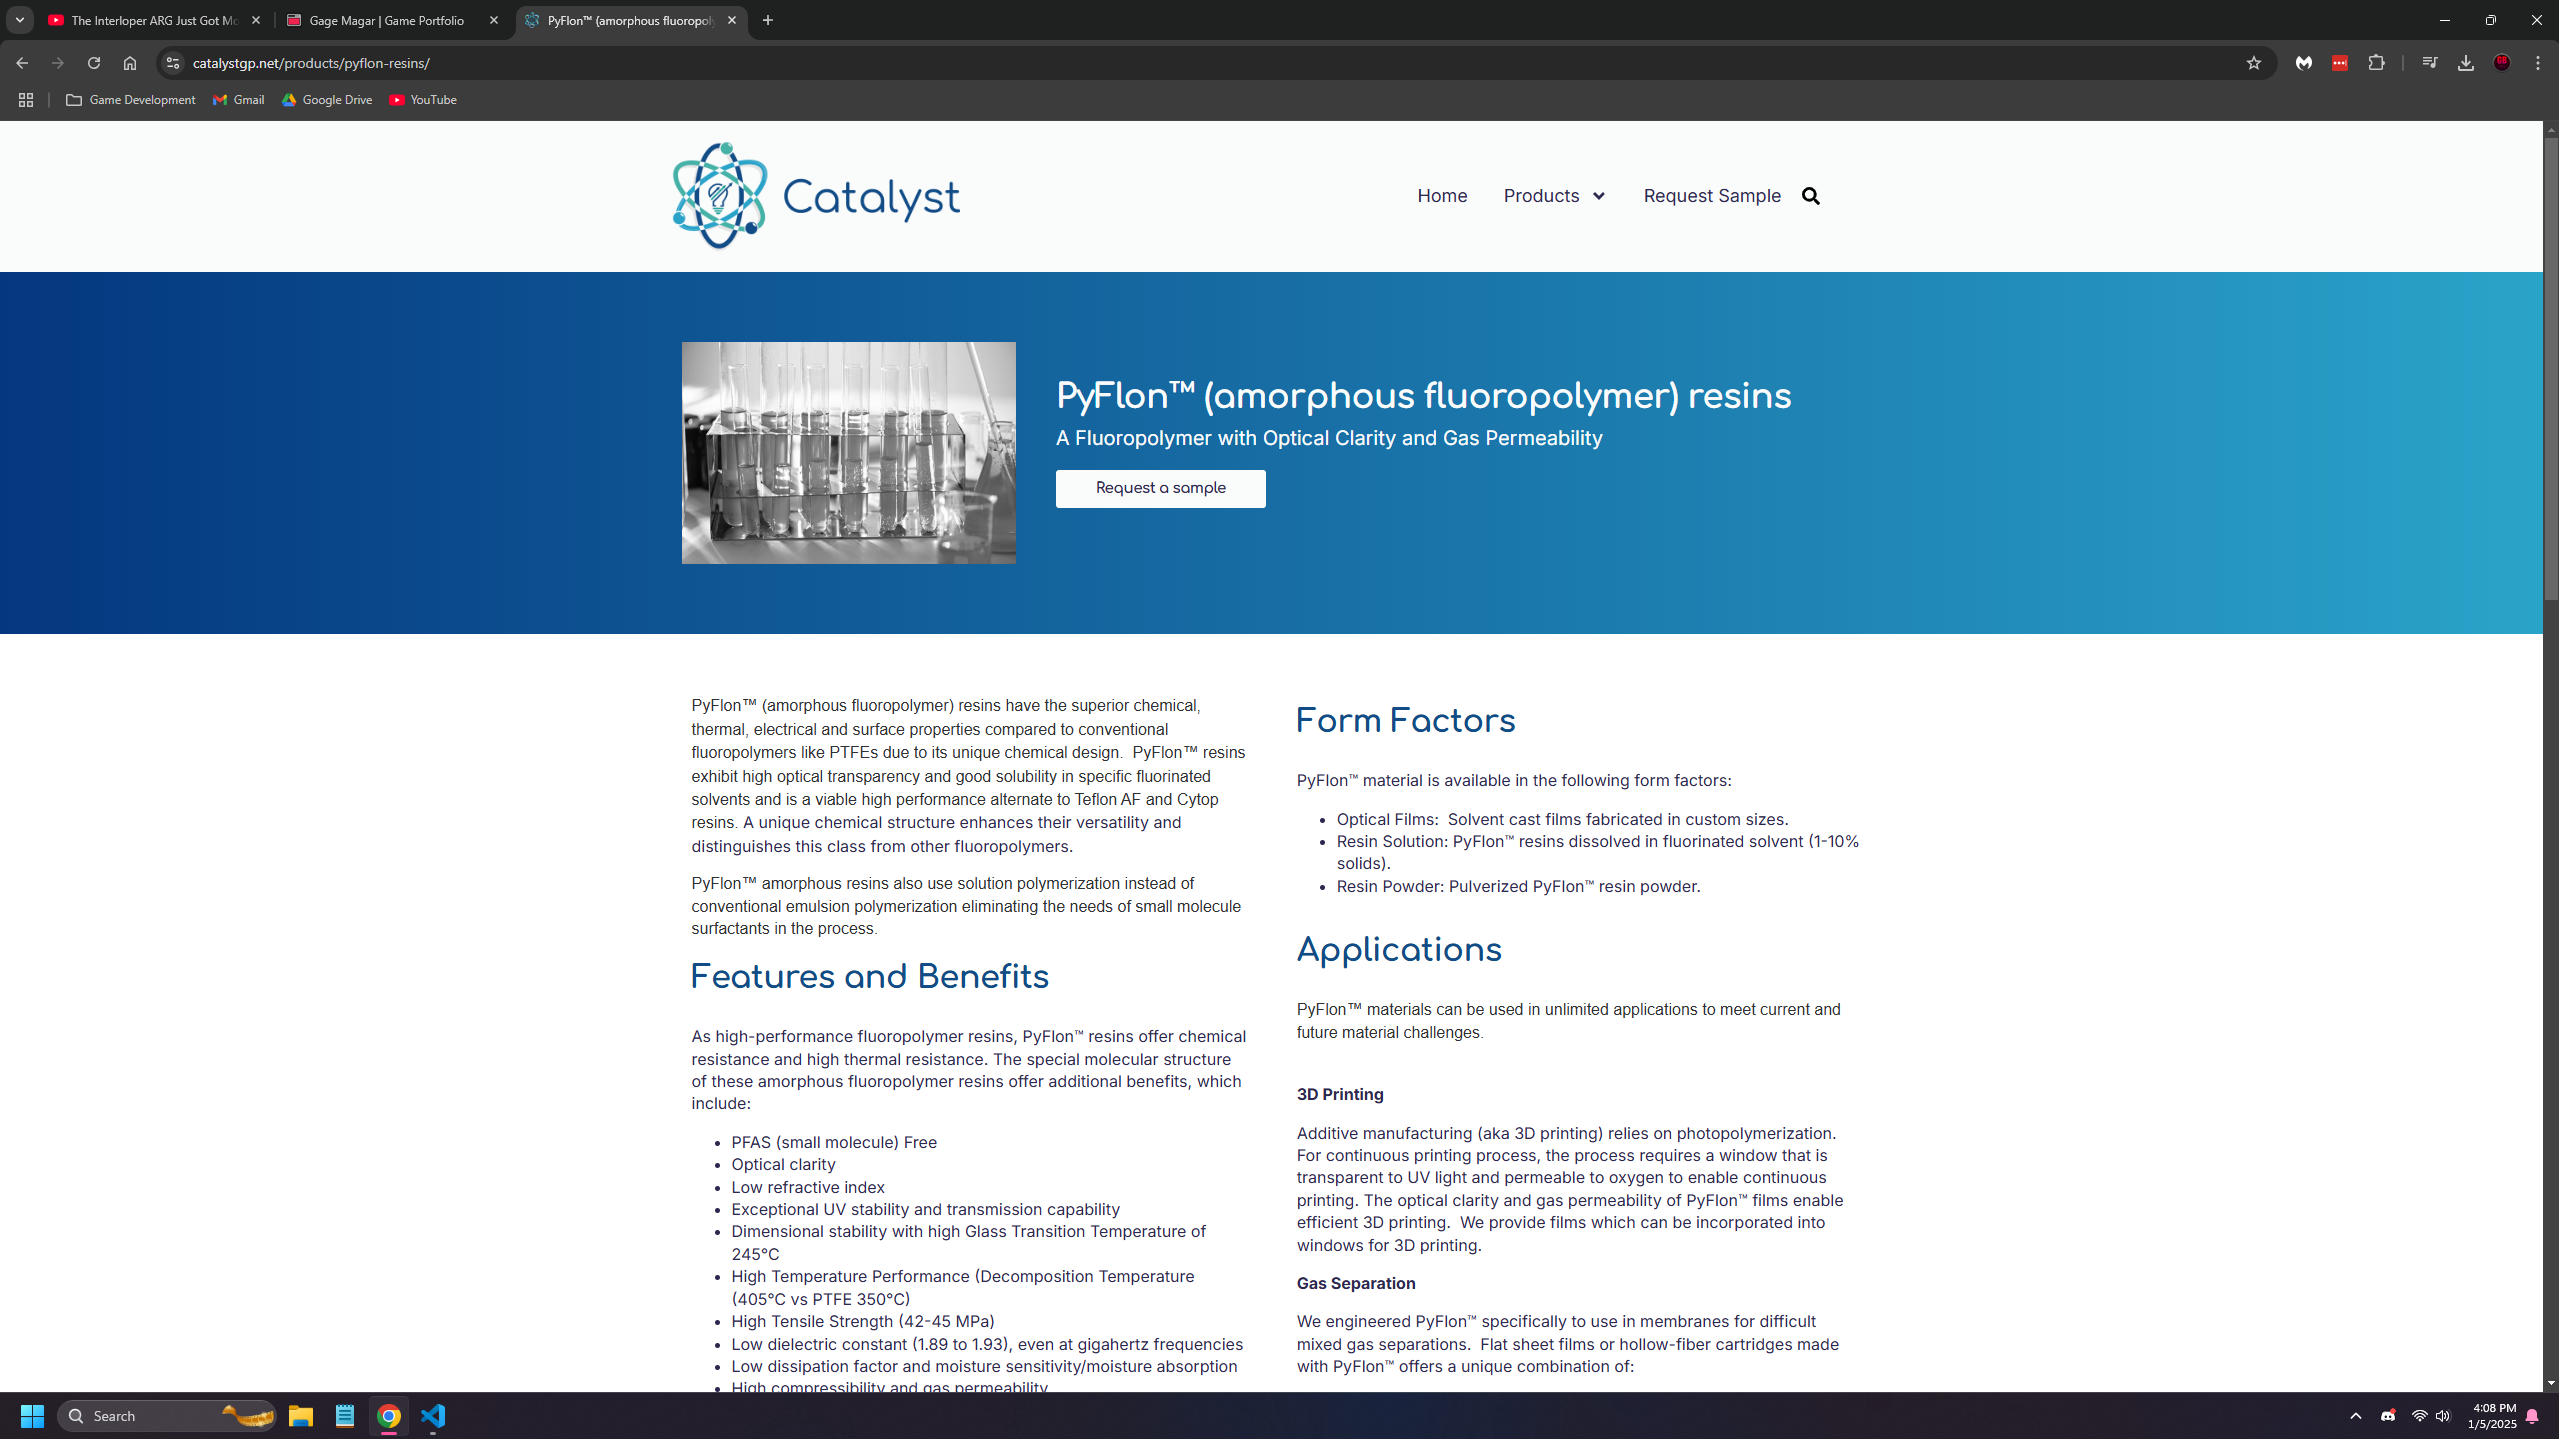 The Interloper ARG Just Got Mo
Gage Magar | Game Portfolio
PyFlon™ (amorphous fluoropoly
catalystgp.net/products/pyflon-resins/
Game Development
Gmail
Google Drive
YouTube
Catalyst
Home
Products
Request Sample
PyFlon™ (amorphous fluoropolymer) resins
A Fluoropolymer with Optical Clarity and Gas Permeability
Request a sample
PyFlon™ (amorphous fluoropolymer) resins have the superior chemical,
thermal, electrical and surface properties compared to conventional
fluoropolymers like PTFEs due to its unique chemical design.  PyFlon™ resins
exhibit high optical transparency and good solubility in specific fluorinated
solvents and is a viable high performance alternate to Teflon AF and Cytop
resins. A unique chemical structure enhances their versatility and
distinguishes this class from other fluoropolymers.
PyFlon™ amorphous resins also use solution polymerization instead of
conventional emulsion polymerization eliminating the needs of small molecule
surfactants in the process.
Features and Benefits
As high-performance fluoropolymer resins, PyFlon™ resins offer chemical
resistance and high thermal resistance. The special molecular structure
of these amorphous fluoropolymer resins offer additional benefits, which
include:
• PFAS (small molecule) Free
• Optical clarity
• Low refractive index
• Exceptional UV stability and transmission capability
• Dimensional stability with high Glass Transition Temperature of
245°C
• High Temperature Performance (Decomposition Temperature
(405°C vs PTFE 350°C)
• High Tensile Strength (42-45 MPa)
• Low dielectric constant (1.89 to 1.93), even at gigahertz frequencies
• Low dissipation factor and moisture sensitivity/moisture absorption
• High compressibility and gas permeability
Form Factors
PyFlon™ material is available in the following form factors:
• Optical Films:  Solvent cast films fabricated in custom sizes.
• Resin Solution: PyFlon™ resins dissolved in fluorinated solvent (1-10%
solids).
• Resin Powder: Pulverized PyFlon™ resin powder.
Applications
PyFlon™ materials can be used in unlimited applications to meet current and
future material challenges.
3D Printing
Additive manufacturing (aka 3D printing) relies on photopolymerization.
For continuous printing process, the process requires a window that is
transparent to UV light and permeable to oxygen to enable continuous
printing. The optical clarity and gas permeability of PyFlon™ films enable
efficient 3D printing.  We provide films which can be incorporated into
windows for 3D printing.
Gas Separation
We engineered PyFlon™ specifically to use in membranes for difficult
mixed gas separations.  Flat sheet films or hollow-fiber cartridges made
with PyFlon™ offers a unique combination of:
Search
4:08 PM
1/5/2025